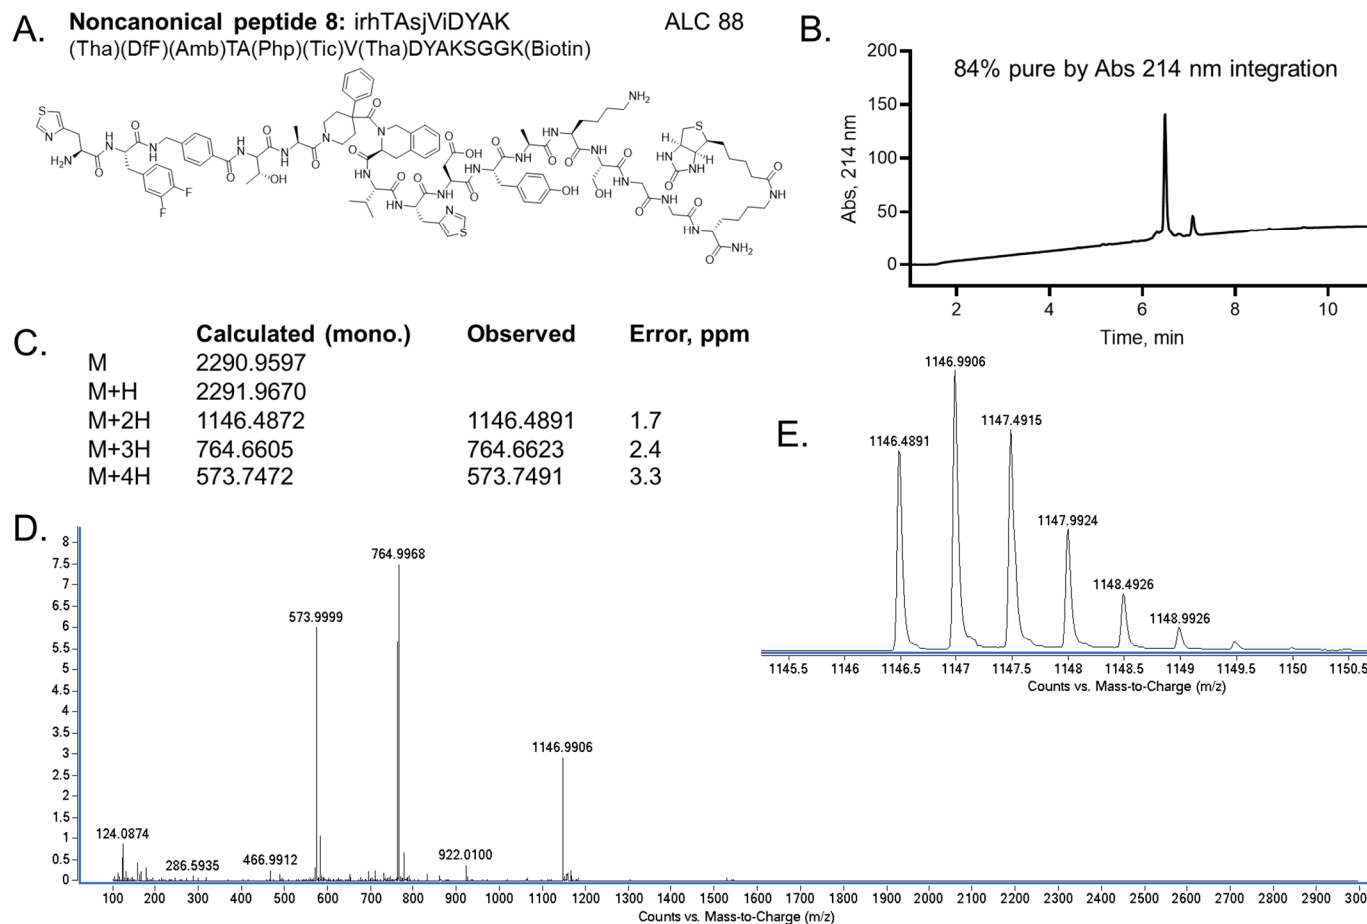 A.
Noncanonical peptide 8: irhTAsjViDYAK
ALC 88
(Tha)(DfF)(Amb)TA(Php)(Tic)V(Tha)DYAKSGGK(Biotin)
B.
84% pure by Abs 214 nm integration
Abs, 214 nm
200
150
100
50
0
2 4 6 8 10
Time, min
C.
Calculated (mono.) Observed Error, ppm
M 2290.9597
M+H 2291.9670
M+2H 1146.4872 1146.4891 1.7
M+3H 764.6605 764.6623 2.4
M+4H 573.7472 573.7491 3.3
E.
1146.9906
1146.4891
1147.4915
1147.9924
1148.4926
1148.9926
1145.5 1146 1146.5 1147 1147.5 1148 1148.5 1149 1149.5 1150 1150.5
Counts vs. Mass-to-Charge (m/z)
D.
8
7.5
7
6.5
6
5.5
5
4.5
4
3.5
3
2.5
2
1.5
1
0.5
0
764.9968
573.9999
1146.9906
124.0874
286.5935
466.9912
922.0100
100 200 300 400 500 600 700 800 900 1000 1100 1200 1300 1400 1500 1600 1700 1800 1900 2000 2100 2200 2300 2400 2500 2600 2700 2800 2900 300
Counts vs. Mass-to-Charge (m/z)